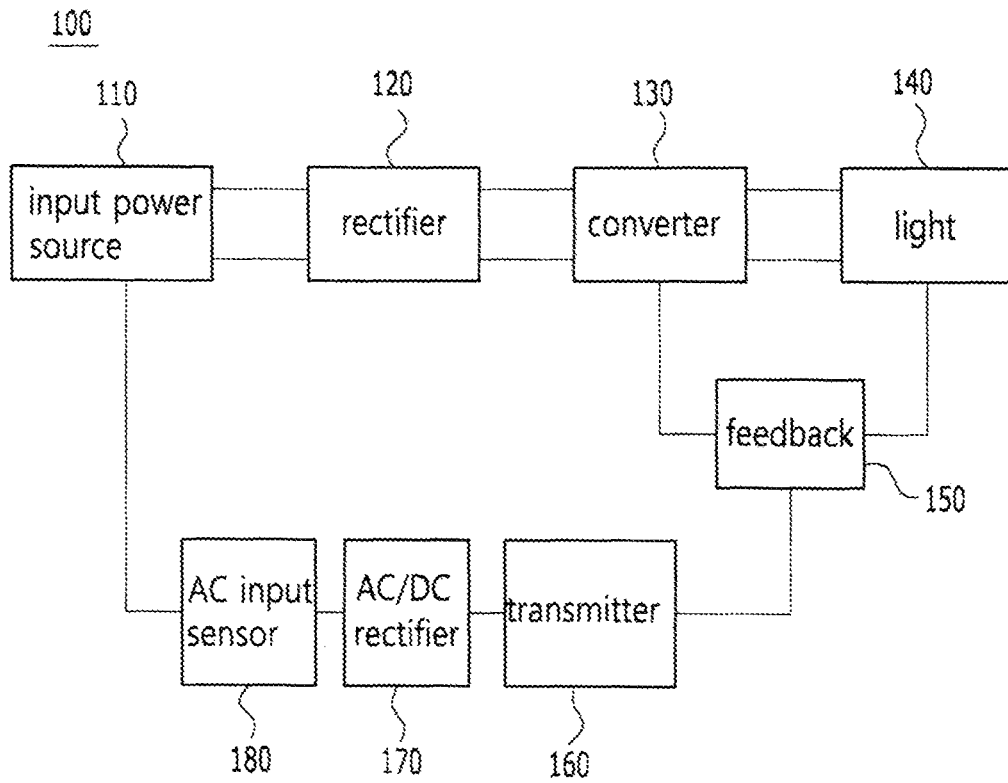 100
110
120
130
140
input power
source
rectifier
converter
light
feedback
150
AC input
sensor
AC/DC
rectifier
transmitter
180
170
160